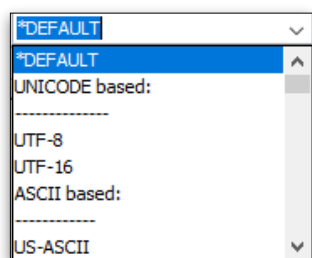 *DEFAULT
*DEFAULT
UNICODE based:
--------------
UTF-8
UTF-16
ASCII based:
------------
US-ASCII